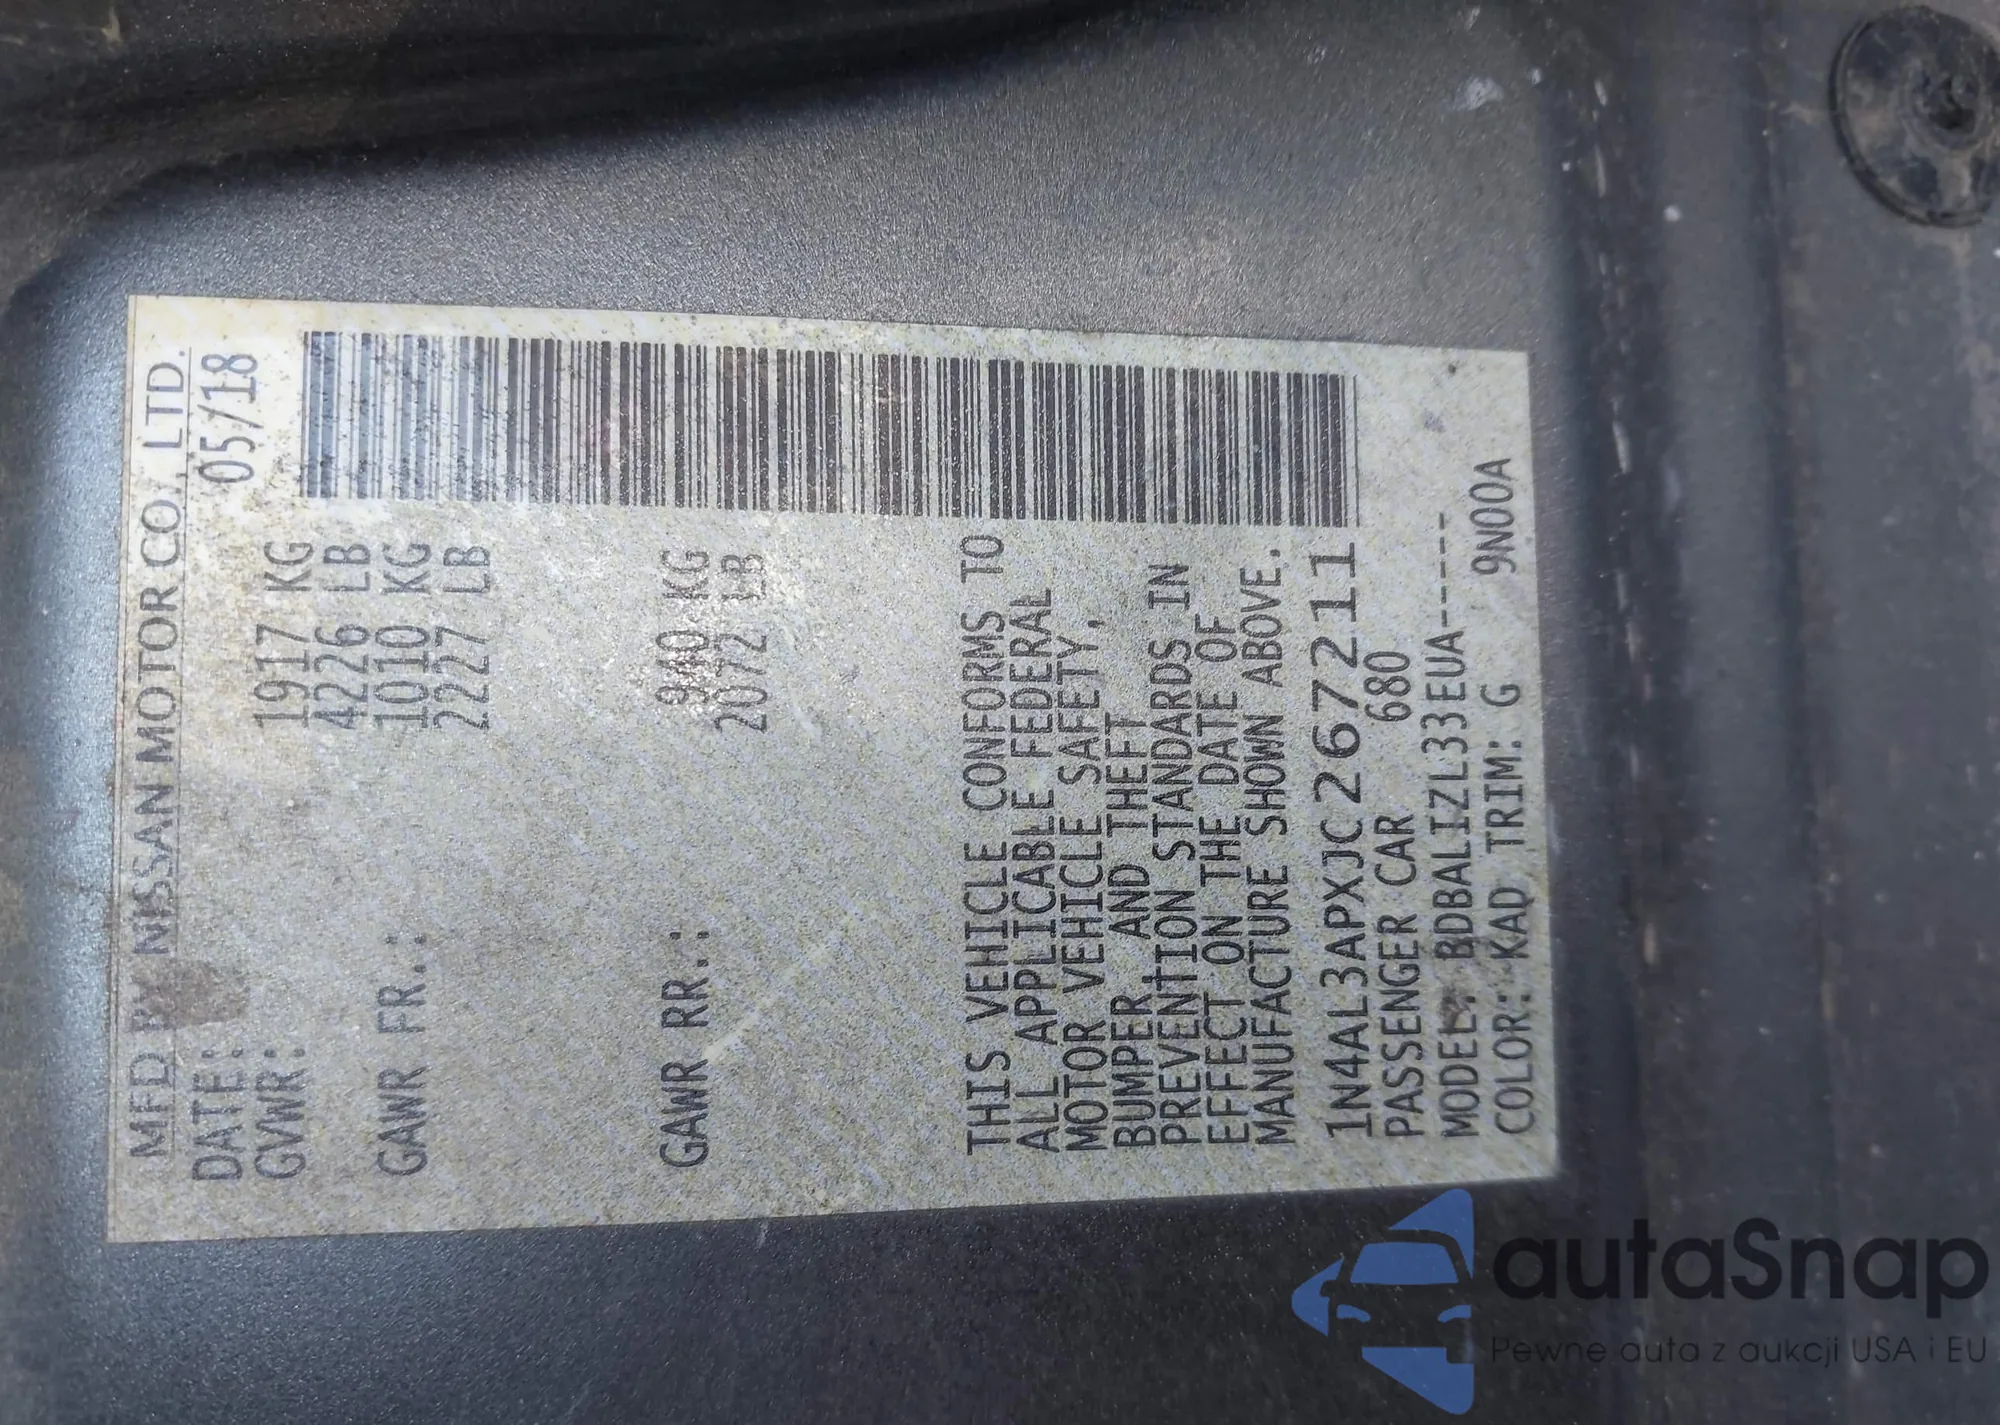 MFD BY NISSAN MOTOR CO., LTD.
DATE: 05/18
GVWR: 1917 KG
4226 LB
GAWR FR.: 1010 KG
2227 LB
GAWR RR.: 940 KG
2072 LB
THIS VEHICLE CONFORMS TO
ALL APPLICABLE FEDERAL
MOTOR VEHICLE SAFETY,
BUMPER AND THEFT
PREVENTION STANDARDS IN
EFFECT ON THE DATE OF
MANUFACTURE SHOWN ABOVE.
1N4AL3APXJC267211
PASSENGER CAR 680
MODEL: BDBALIZL33EUA-----
COLOR: KAD TRIM: G 9N00A
autaSnap
Pewne auta z aukcji USA i EU